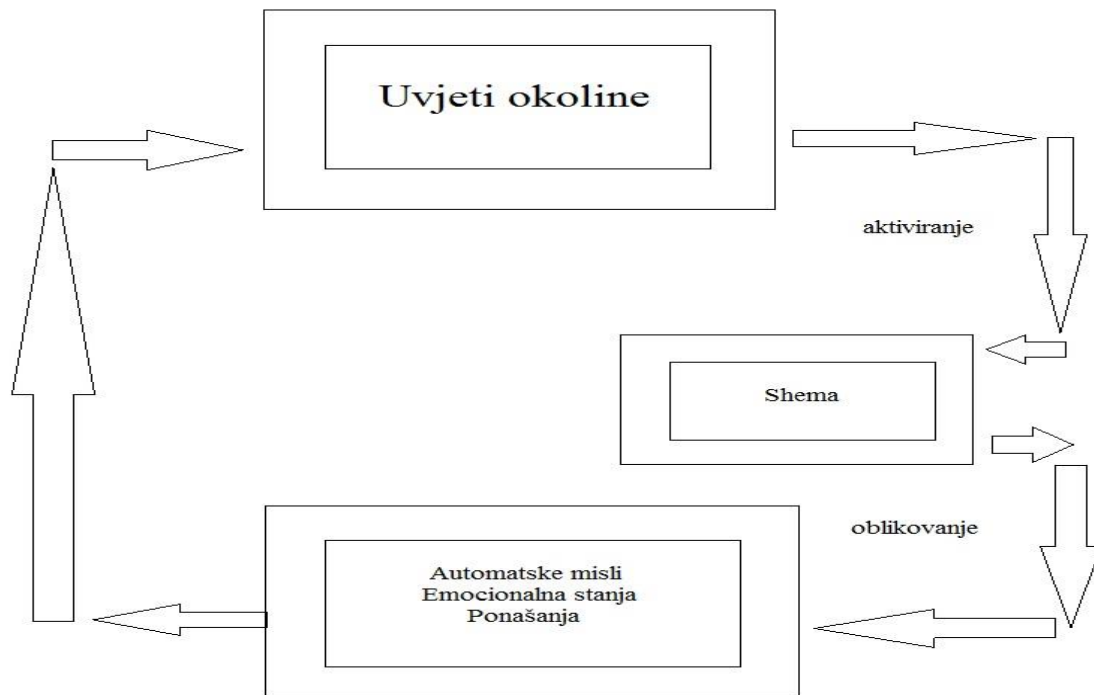 Uvjeti okoline
aktiviranje
Shema
oblikovanje
Automatske misli
Emocionalna stanja
Ponašanja